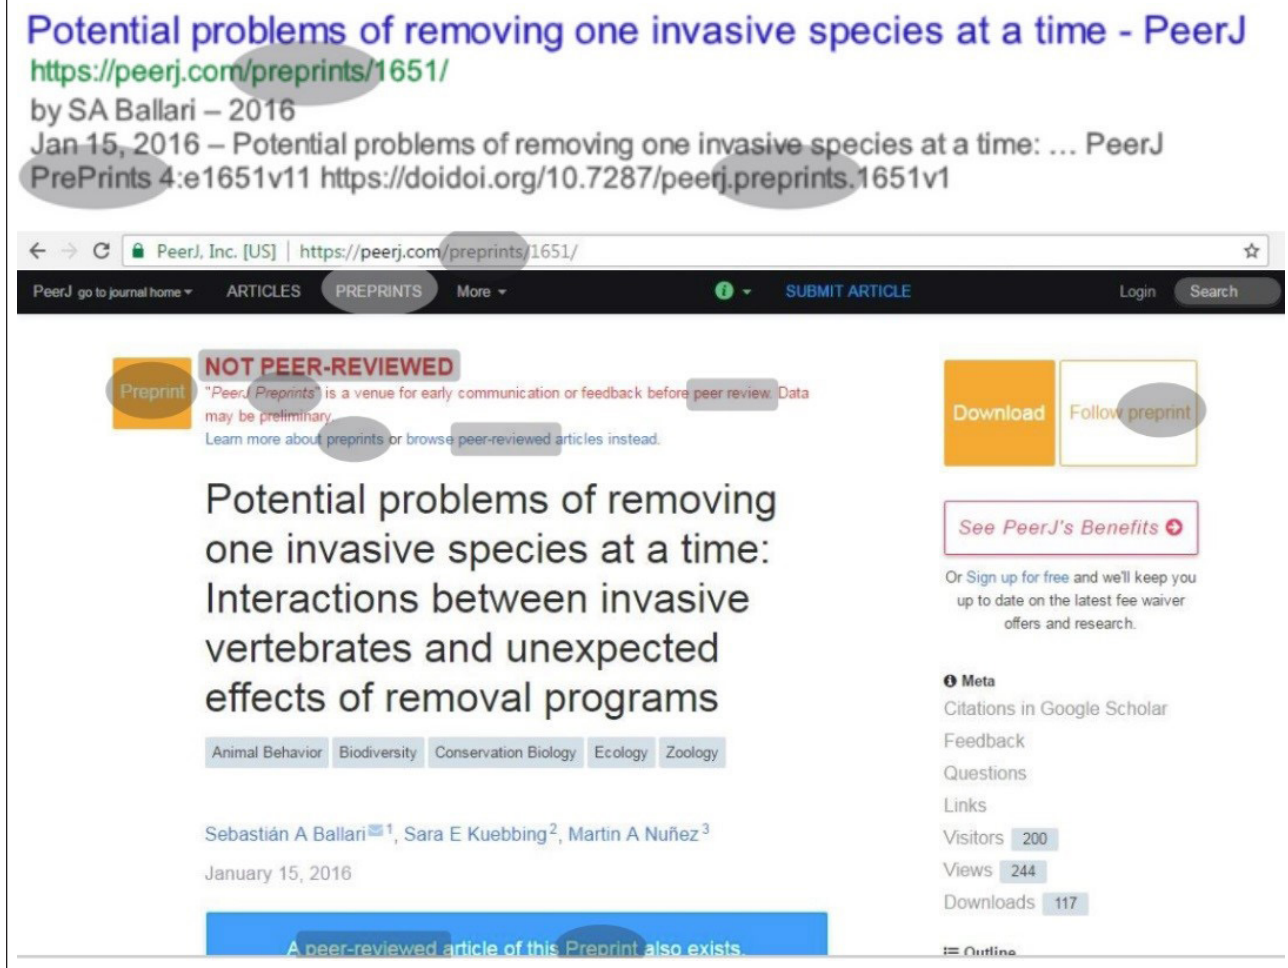 Potential problems of removing one invasive species at a time - PeerJ
https://peerj.com/preprints/1651/
by SA Ballari – 2016
Jan 15, 2016 – Potential problems of removing one invasive species at a time: ... PeerJ
PrePrints 4:e1651v11 https://doidoi.org/10.7287/peerj.preprints.1651v1
PeerJ, Inc. [US] | https://peerj.com/preprints/1651/
PeerJ go to journal home ARTICLES PREPRINTS More i SUBMIT ARTICLE Login Search
Preprint
NOT PEER-REVIEWED
"PeerJ Preprints" is a venue for early communication or feedback before peer review. Data
may be preliminary.
Learn more about preprints or browse peer-reviewed articles instead.
Download
Follow preprint
Potential problems of removing
one invasive species at a time:
Interactions between invasive
vertebrates and unexpected
effects of removal programs
Animal Behavior Biodiversity Conservation Biology Ecology Zoology
Sebastián A Ballari 1, Sara E Kuebbing 2, Martin A Nuñez 3
January 15, 2016
A peer-reviewed article of this Preprint also exists.
See PeerJ's Benefits
Or Sign up for free and we'll keep you
up to date on the latest fee waiver
offers and research.
Meta
Citations in Google Scholar
Feedback
Questions
Links
Visitors 200
Views 244
Downloads 117
Outline